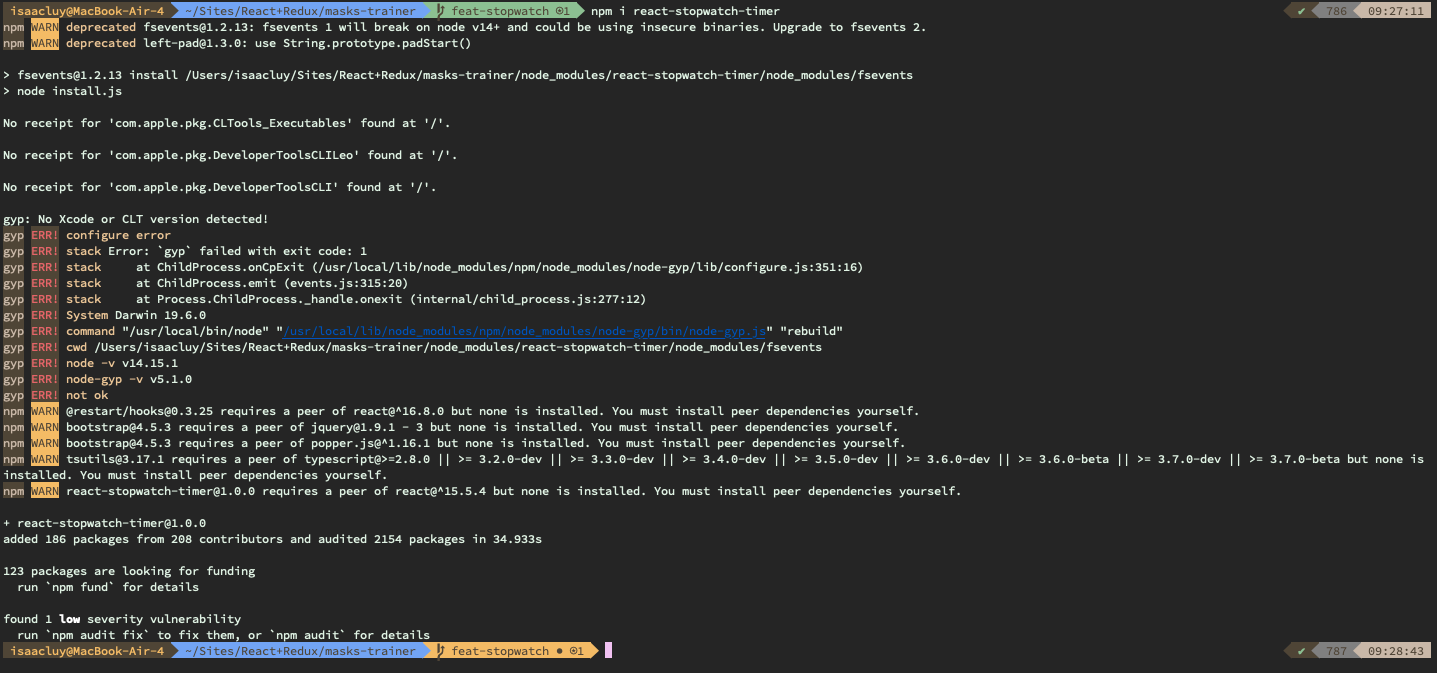 isaacluy@MacBook-Air-4 ~/Sites/React+Redux/masks-trainer feat-stopwatch ⊙1 npm i react-stopwatch-timer ✔ 786 09:27:11
npm WARN deprecated fsevents@1.2.13: fsevents 1 will break on node v14+ and could be using insecure binaries. Upgrade to fsevents 2.
npm WARN deprecated left-pad@1.3.0: use String.prototype.padStart()
> fsevents@1.2.13 install /Users/isaacluy/Sites/React+Redux/masks-trainer/node_modules/react-stopwatch-timer/node_modules/fsevents
> node install.js
No receipt for 'com.apple.pkg.CLTools_Executables' found at '/'.
No receipt for 'com.apple.pkg.DeveloperToolsCLILeo' found at '/'.
No receipt for 'com.apple.pkg.DeveloperToolsCLI' found at '/'.
gyp: No Xcode or CLT version detected!
gyp ERR! configure error
gyp ERR! stack Error: `gyp` failed with exit code: 1
gyp ERR! stack     at ChildProcess.onCpExit (/usr/local/lib/node_modules/npm/node_modules/node-gyp/lib/configure.js:351:16)
gyp ERR! stack     at ChildProcess.emit (events.js:315:20)
gyp ERR! stack     at Process.ChildProcess._handle.onexit (internal/child_process.js:277:12)
gyp ERR! System Darwin 19.6.0
gyp ERR! command "/usr/local/bin/node" "/usr/local/lib/node_modules/npm/node_modules/node-gyp/bin/node-gyp.js" "rebuild"
gyp ERR! cwd /Users/isaacluy/Sites/React+Redux/masks-trainer/node_modules/react-stopwatch-timer/node_modules/fsevents
gyp ERR! node -v v14.15.1
gyp ERR! node-gyp -v v5.1.0
gyp ERR! not ok
npm WARN @restart/hooks@0.3.25 requires a peer of react@^16.8.0 but none is installed. You must install peer dependencies yourself.
npm WARN bootstrap@4.5.3 requires a peer of jquery@1.9.1 - 3 but none is installed. You must install peer dependencies yourself.
npm WARN bootstrap@4.5.3 requires a peer of popper.js@^1.16.1 but none is installed. You must install peer dependencies yourself.
npm WARN tsutils@3.17.1 requires a peer of typescript@>=2.8.0 || >= 3.2.0-dev || >= 3.3.0-dev || >= 3.4.0-dev || >= 3.5.0-dev || >= 3.6.0-dev || >= 3.6.0-beta || >= 3.7.0-dev || >= 3.7.0-beta but none is
installed. You must install peer dependencies yourself.
npm WARN react-stopwatch-timer@1.0.0 requires a peer of react@^15.5.4 but none is installed. You must install peer dependencies yourself.
+ react-stopwatch-timer@1.0.0
added 186 packages from 208 contributors and audited 2154 packages in 34.933s
123 packages are looking for funding
  run `npm fund` for details
found 1 low severity vulnerability
  run `npm audit fix` to fix them, or `npm audit` for details
isaacluy@MacBook-Air-4 ~/Sites/React+Redux/masks-trainer feat-stopwatch ● ⊙1 ✔ 787 09:28:43